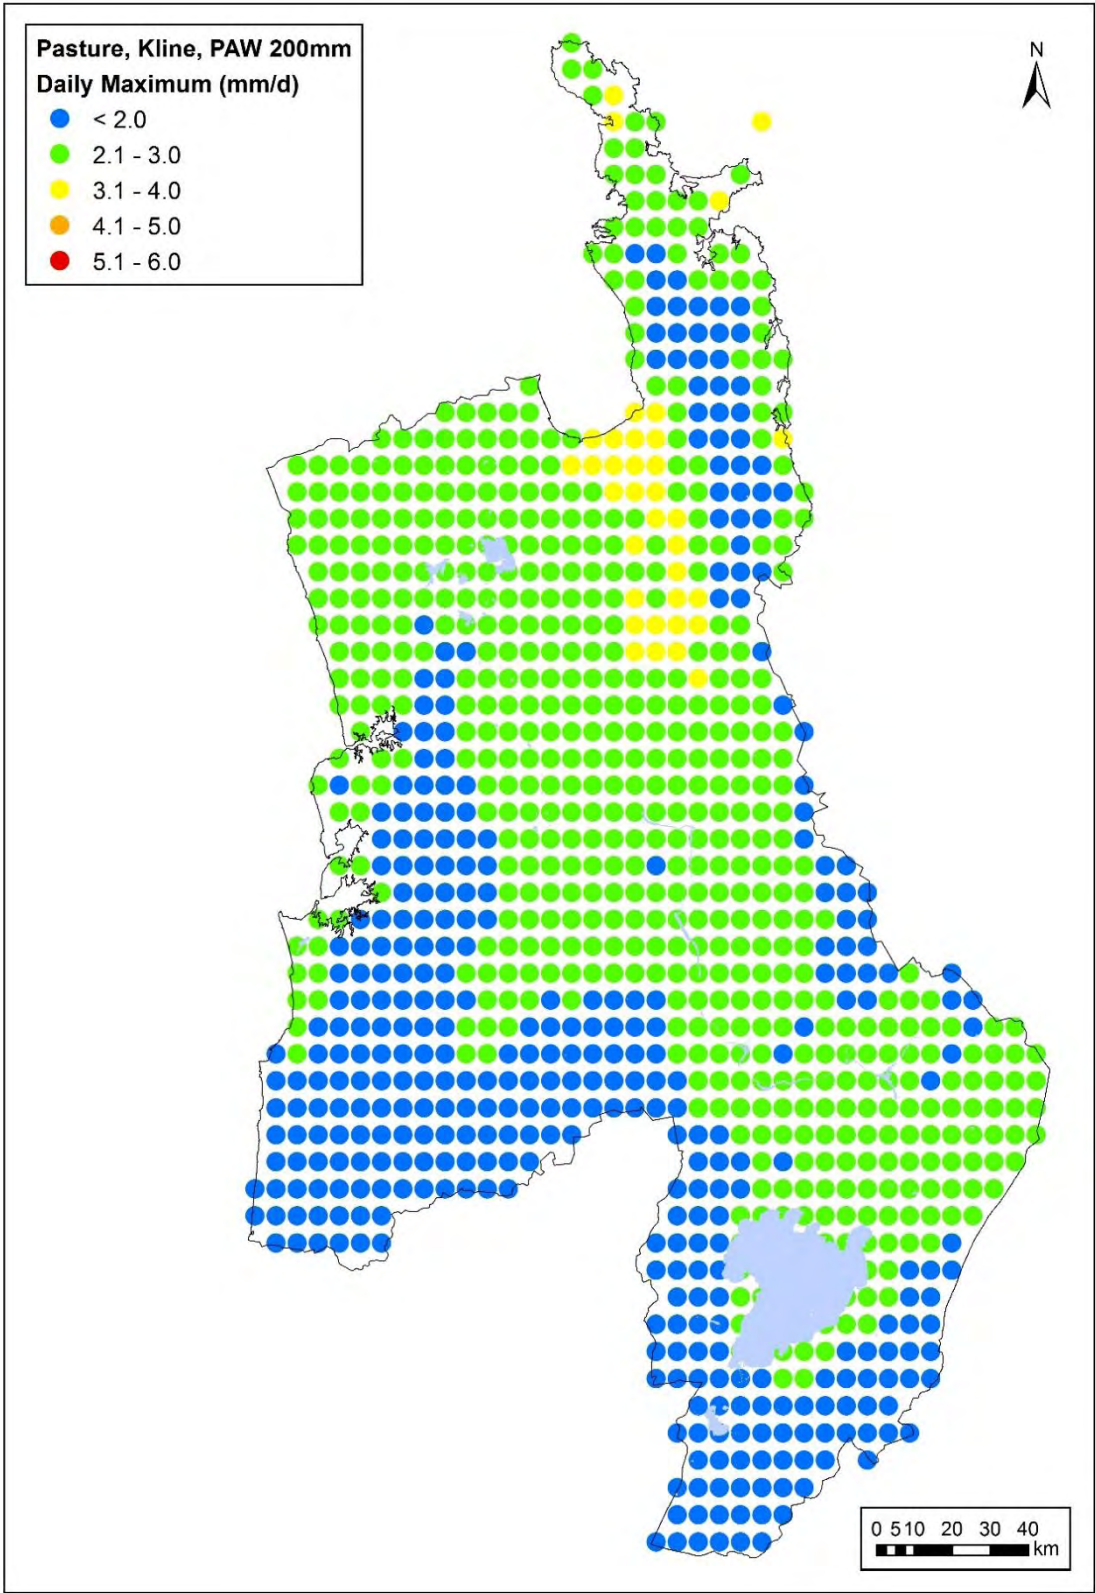 Pasture, Kline, PAW 200mm
Daily Maximum (mm/d)
< 2.0
2.1 - 3.0
3.1 - 4.0
4.1 - 5.0
5.1 - 6.0
N
0 5 10 20 30 40
km